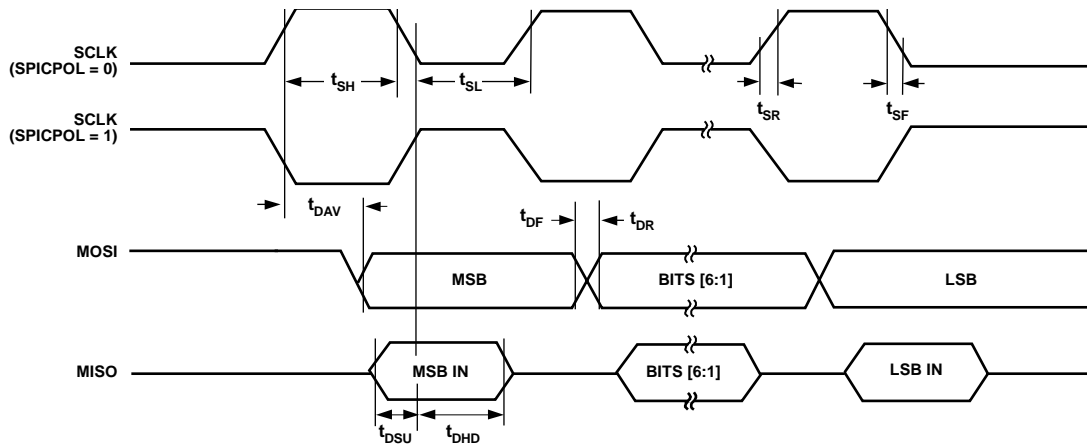 SCLK
(SPICPOL = 0)
tSH
tSL
tSR
tSF
SCLK
(SPICPOL = 1)
tDAV
tDF
tDR
MOSI
MSB
BITS [6:1]
LSB
MISO
MSB IN
BITS [6:1]
LSB IN
tDSU
tDHD